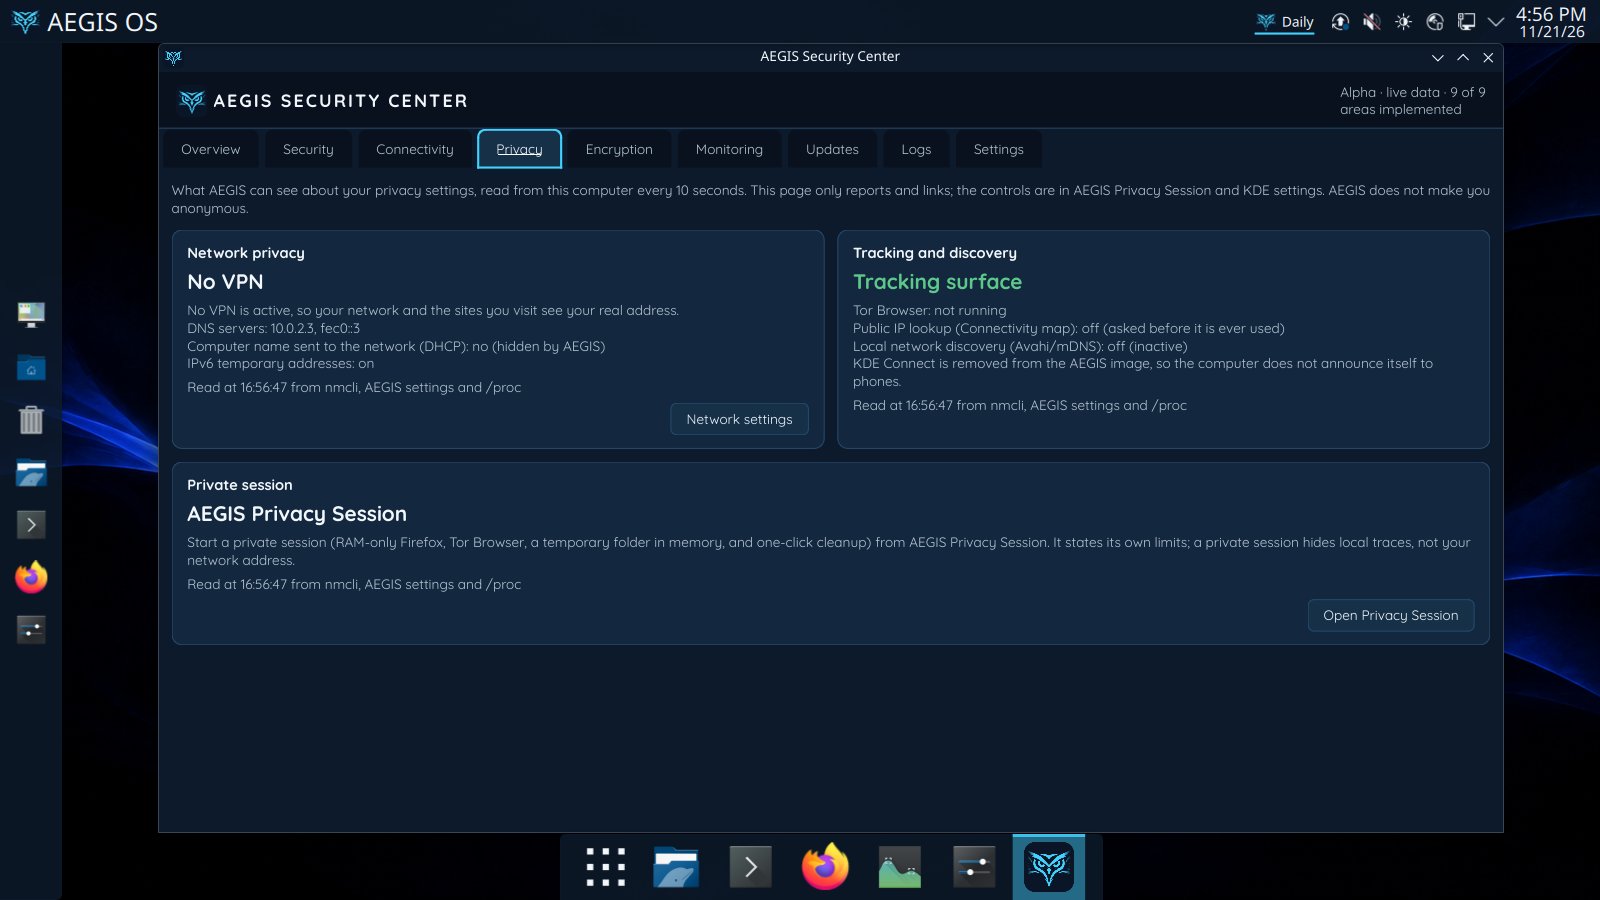 AEGIS OS
Daily
4:56 PM
11/21/26
AEGIS Security Center
AEGIS SECURITY CENTER
Alpha · live data · 9 of 9
areas implemented
Overview
Security
Connectivity
Privacy
Encryption
Monitoring
Updates
Logs
Settings
What AEGIS can see about your privacy settings, read from this computer every 10 seconds. This page only reports and links; the controls are in AEGIS Privacy Session and KDE settings. AEGIS does not make you
anonymous.
Network privacy
No VPN
No VPN is active, so your network and the sites you visit see your real address.
DNS servers: 10.0.2.3, fec0::3
Computer name sent to the network (DHCP): no (hidden by AEGIS)
IPv6 temporary addresses: on
Read at 16:56:47 from nmcli, AEGIS settings and /proc
Network settings
Tracking and discovery
Tracking surface
Tor Browser: not running
Public IP lookup (Connectivity map): off (asked before it is ever used)
Local network discovery (Avahi/mDNS): off (inactive)
KDE Connect is removed from the AEGIS image, so the computer does not announce itself to
phones.
Read at 16:56:47 from nmcli, AEGIS settings and /proc
Private session
AEGIS Privacy Session
Start a private session (RAM-only Firefox, Tor Browser, a temporary folder in memory, and one-click cleanup) from AEGIS Privacy Session. It states its own limits; a private session hides local traces, not your
network address.
Read at 16:56:47 from nmcli, AEGIS settings and /proc
Open Privacy Session